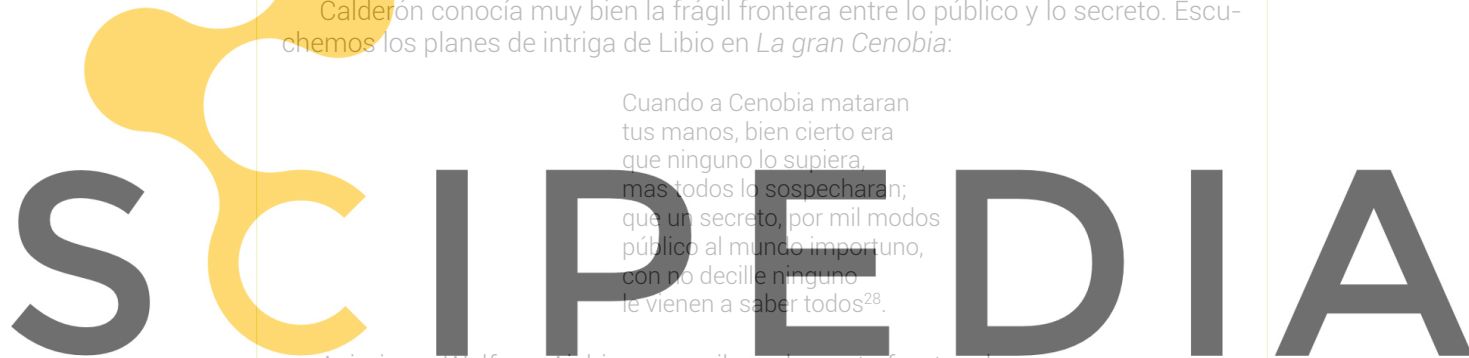 Calderón conocía muy bien la frágil frontera entre lo público y lo secreto. Escu-
chemos los planes de intriga de Libio en La gran Cenobia:
Cuando a Cenobia mataran
tus manos, bien cierto era
que ninguno lo supiera,
mas todos lo sospecharan;
que un secreto, por mil modos
público al mundo importuno,
con no decille ninguno
le vienen a saber todos28.
SCIPEDIA